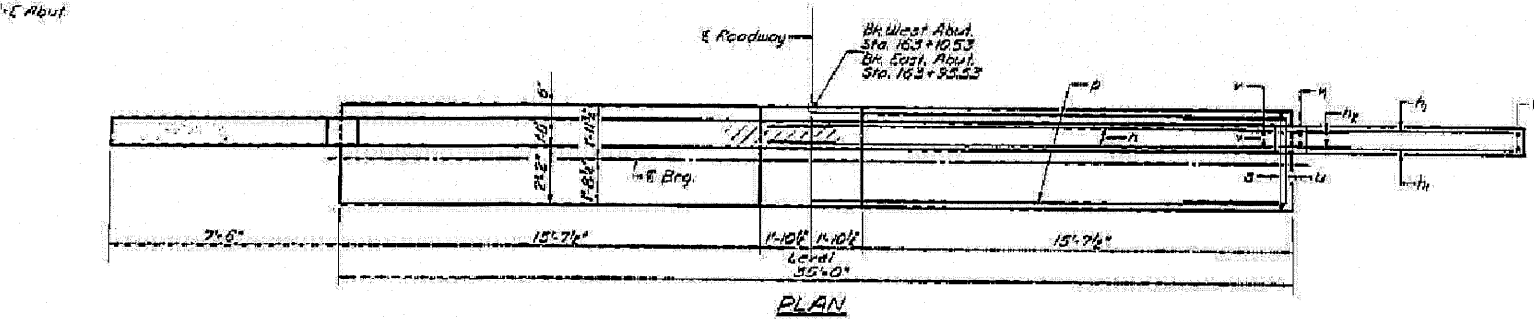 E Abut.
℄ Roadway
Bk. West Abut.
Sta. 163+10.53
Bk. East. Abut.
Sta. 163+95.53
6"
p
v
h
h₁
1'-11½"
2'-2"
1'-8½"
℄ Brg.
h
v
s
u
h₁
7'-6"
15'-7½"
1'-10½"
1'-10½"
15'-7½"
Level
35'-0"
PLAN